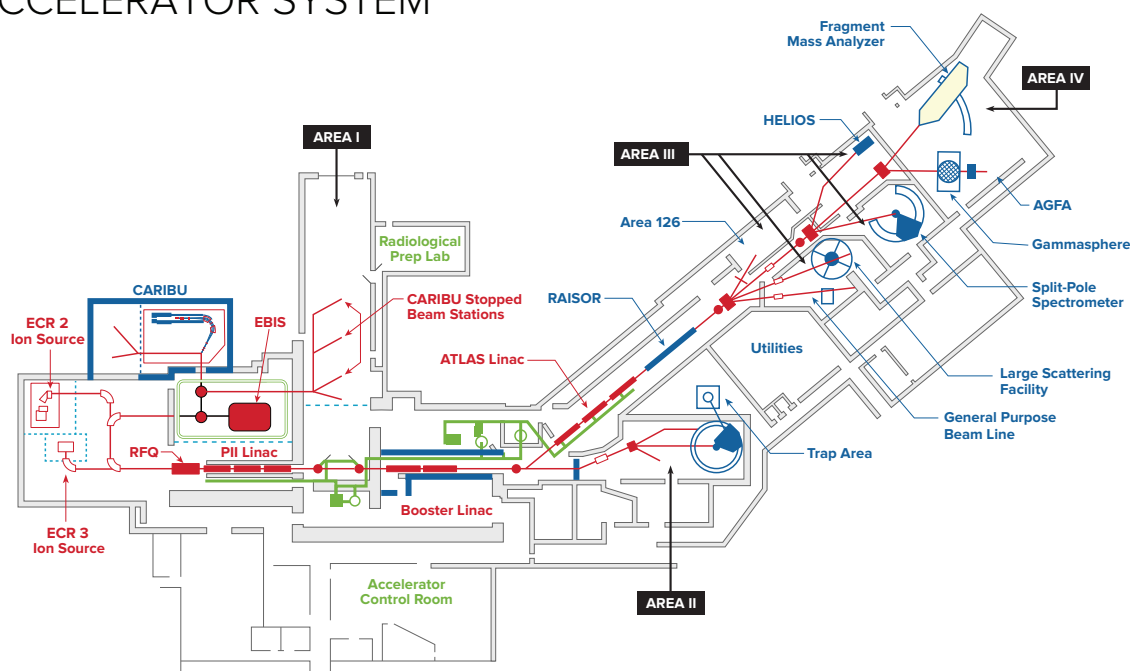 CCELERATOR SYSTEM
Fragment
Mass Analyzer
AREA IV
HELIOS
AREA I
AREA III
AGFA
Area 126
Radiological
Prep Lab
Gammasphere
CARIBU
RAISOR
CARIBU Stopped
Beam Stations
Split-Pole
Spectrometer
ECR 2
Ion Source
EBIS
Utilities
ATLAS Linac
Large Scattering
Facility
General Purpose
Beam Line
RFQ
PII Linac
Trap Area
Booster Linac
ECR 3
Ion Source
Accelerator
Control Room
AREA II